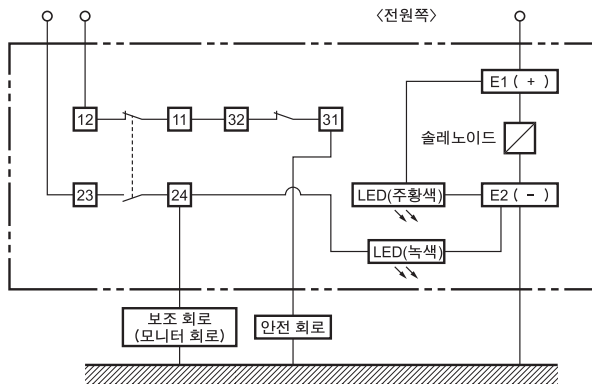 <전원쪽>
E1 ( + )
12
11
32
31
솔레노이드
23
24
LED(주황색)
E2 ( − )
LED(녹색)
보조 회로
(모니터 회로)
안전 회로